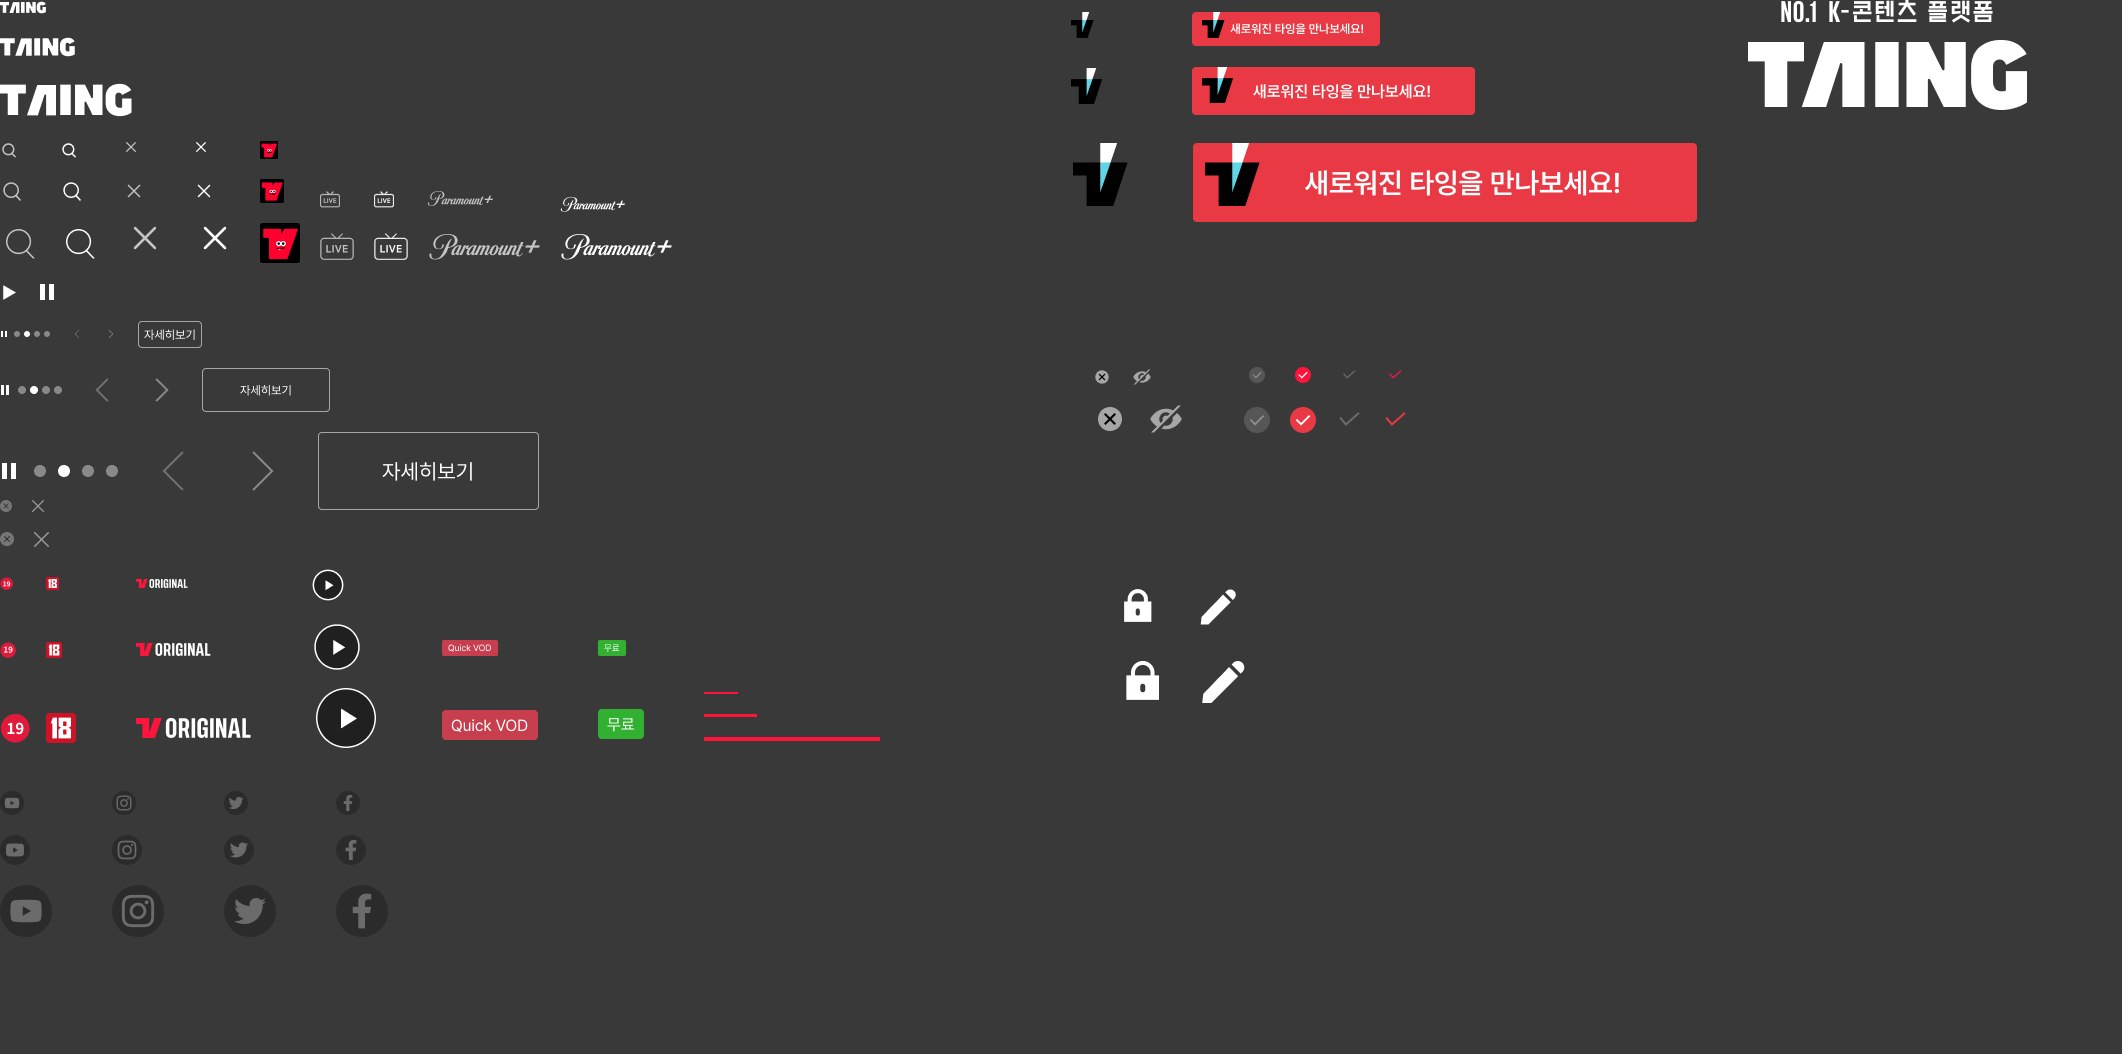 TAING
새로워진 타잉을 만나보세요!
NO.1 K-콘텐츠 플랫폼
TAING
TAING
새로워진 타잉을 만나보세요!
TAING
새로워진 타잉을 만나보세요!
LIVE
LIVE
Paramount+
Paramount+
LIVE
LIVE
Paramount+
Paramount+
자세히보기
자세히보기
자세히보기
19
18
ORIGINAL
19
18
ORIGINAL
Quick VOD
무료
19
18
ORIGINAL
Quick VOD
무료